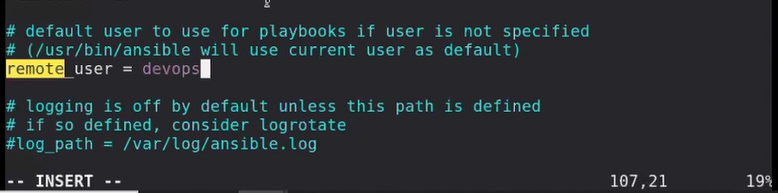 # default user to use for playbooks if user is not specified
# (/usr/bin/ansible will use current user as default)
remote_user = devops
# logging is off by default unless this path is defined
# if so defined, consider logrotate
#log_path = /var/log/ansible.log
-- INSERT -- 107,21 19%